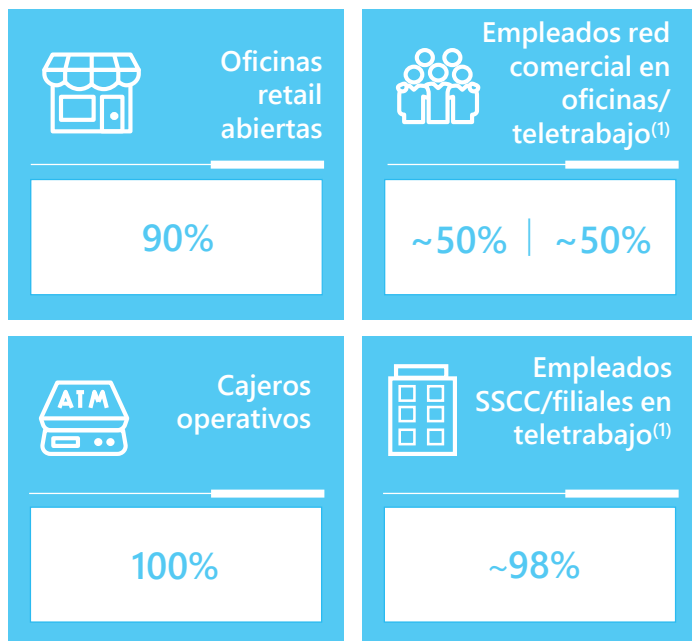 Oficinas
retail
abiertas
90%
Empleados red
comercial en
oficinas/
teletrabajo(1)
~50% | ~50%
ATM
Cajeros
operativos
100%
Empleados
SSCC/filiales en
teletrabajo(1)
~98%